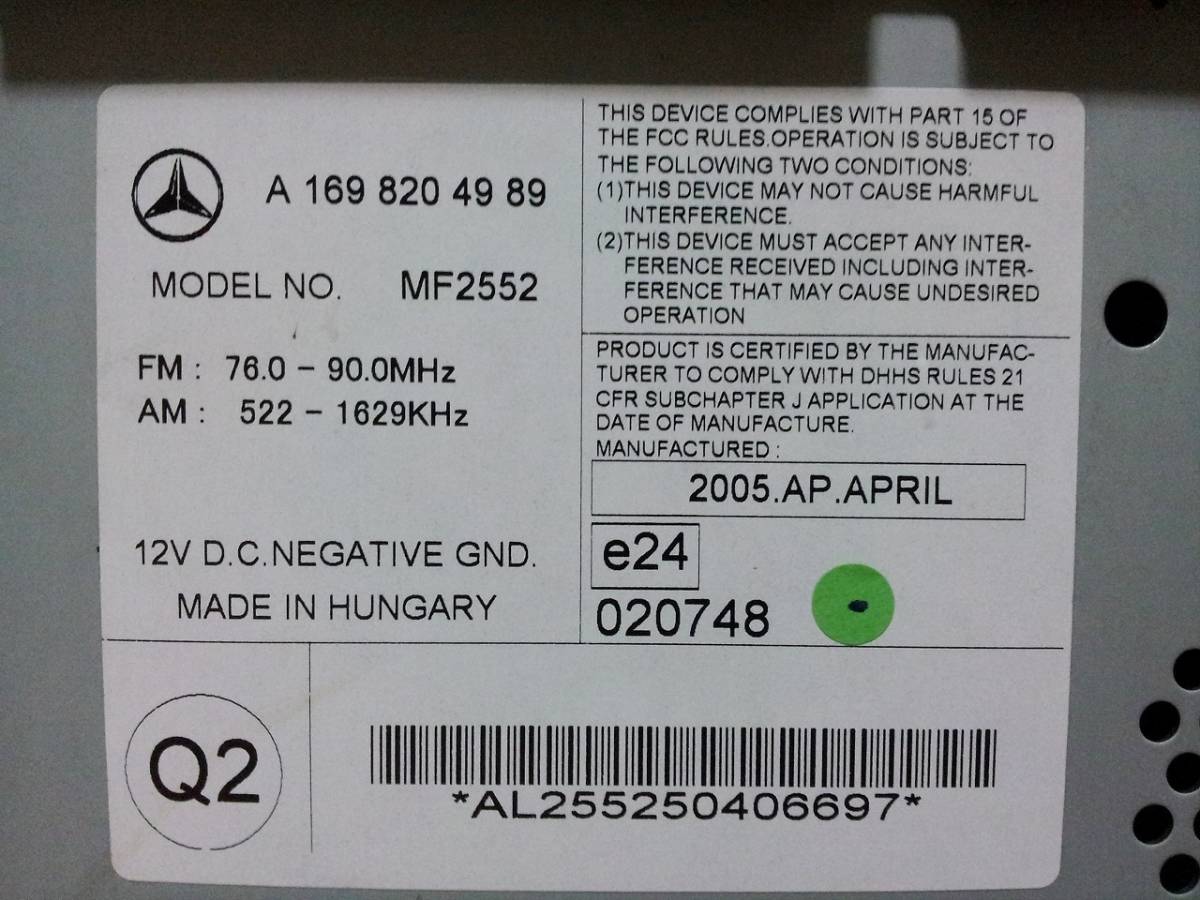 A 169 820 49 89
MODEL NO. MF2552
FM : 76.0 – 90.0MHz
AM : 522 – 1629KHz
12V D.C.NEGATIVE GND.
MADE IN HUNGARY
THIS DEVICE COMPLIES WITH PART 15 OF
THE FCC RULES.OPERATION IS SUBJECT TO
THE FOLLOWING TWO CONDITIONS:
(1)THIS DEVICE MAY NOT CAUSE HARMFUL
INTERFERENCE.
(2)THIS DEVICE MUST ACCEPT ANY INTER-
FERENCE RECEIVED INCLUDING INTER-
FERENCE THAT MAY CAUSE UNDESIRED
OPERATION
PRODUCT IS CERTIFIED BY THE MANUFAC-
TURER TO COMPLY WITH DHHS RULES 21
CFR SUBCHAPTER J APPLICATION AT THE
DATE OF MANUFACTURE.
MANUFACTURED :
2005.AP.APRIL
e24
020748
Q2
*AL255250406697*